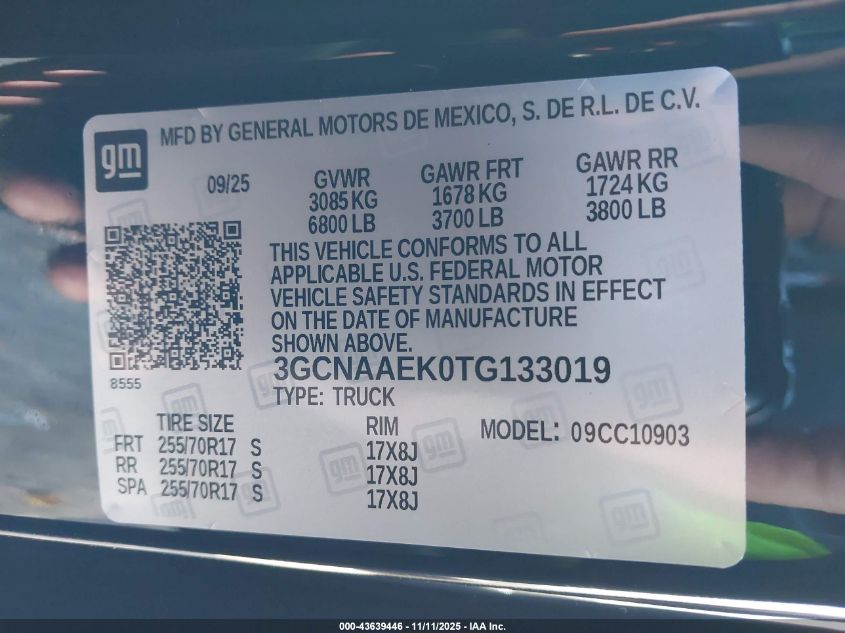 gm
MFD BY GENERAL MOTORS DE MEXICO, S. DE R.L. DE C.V.
09/25
GVWR
3085 KG
6800 LB
GAWR FRT
1678 KG
3700 LB
GAWR RR
1724 KG
3800 LB
THIS VEHICLE CONFORMS TO ALL
APPLICABLE U.S. FEDERAL MOTOR
VEHICLE SAFETY STANDARDS IN EFFECT
ON THE DATE OF MANUFACTURE
SHOWN ABOVE.
8555
3GCNAAEK0TG133019
TYPE: TRUCK
TIRE SIZE RIM
FRT 255/70R17 S 17X8J
RR 255/70R17 S 17X8J
SPA 255/70R17 S 17X8J
MODEL: 09CC10903
000-43639446 - 11/11/2025 - IAA Inc.